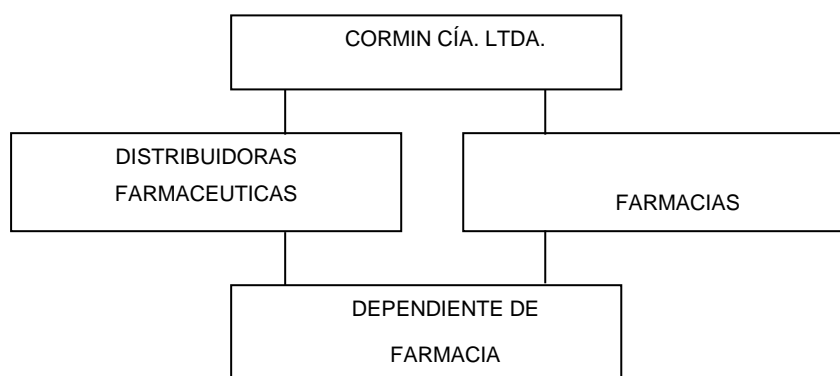 CORMIN CÍA. LTDA.
DISTRIBUIDORAS
FARMACEUTICAS
FARMACIAS
DEPENDIENTE DE
FARMACIA